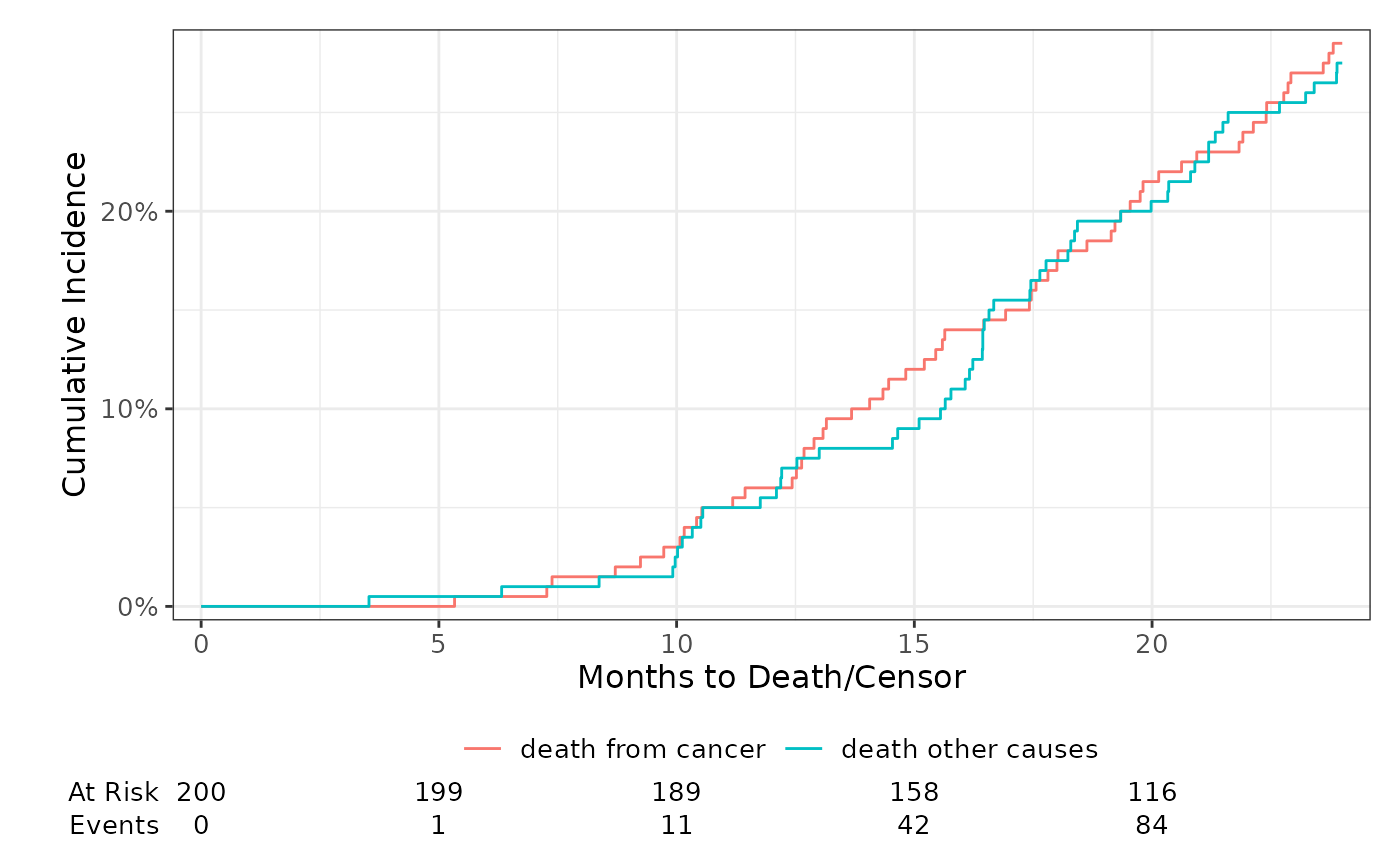 Cumulative Incidence
20%
10%
0%
0 5 10 15 20
Months to Death/Censor
death from cancer death other causes
At Risk 200 199 189 158 116
Events 0 1 11 42 84